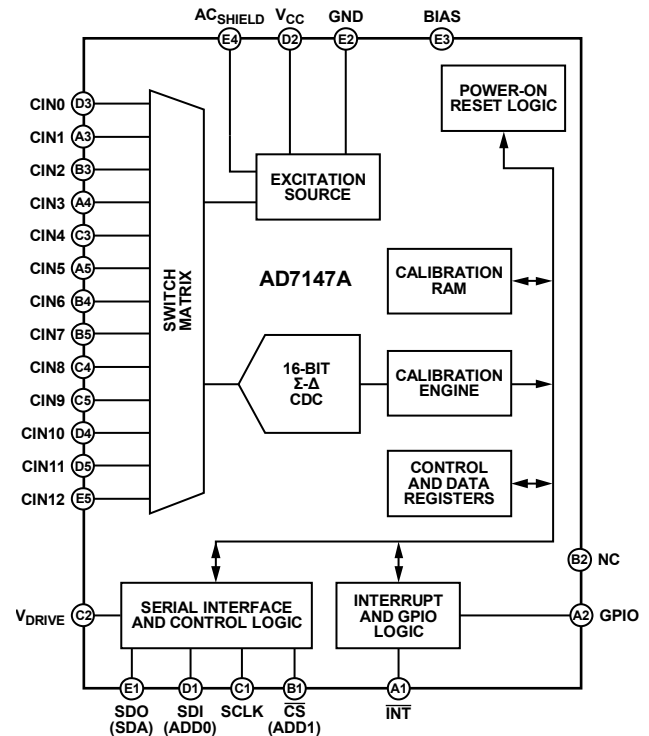 AC_SHIELD V_CC GND BIAS
E4 D2 E2 E3
POWER-ON
RESET LOGIC
CIN0 D3
CIN1 A3
CIN2 B3
CIN3 A4
CIN4 C3
CIN5 A5
CIN6 B4
CIN7 B5
CIN8 C4
CIN9 C5
CIN10 D4
CIN11 D5
CIN12 E5
SWITCH
MATRIX
EXCITATION
SOURCE
AD7147A
CALIBRATION
RAM
16-BIT
Σ-Δ
CDC
CALIBRATION
ENGINE
CONTROL
AND DATA
REGISTERS
B2 NC
V_DRIVE C2
SERIAL INTERFACE
AND CONTROL LOGIC
INTERRUPT
AND GPIO
LOGIC
A2 GPIO
E1 D1 C1 B1 A1
SDO
(SDA)
SDI
(ADD0)
SCLK
C̅S̅
(ADD1)
I̅N̅T̅